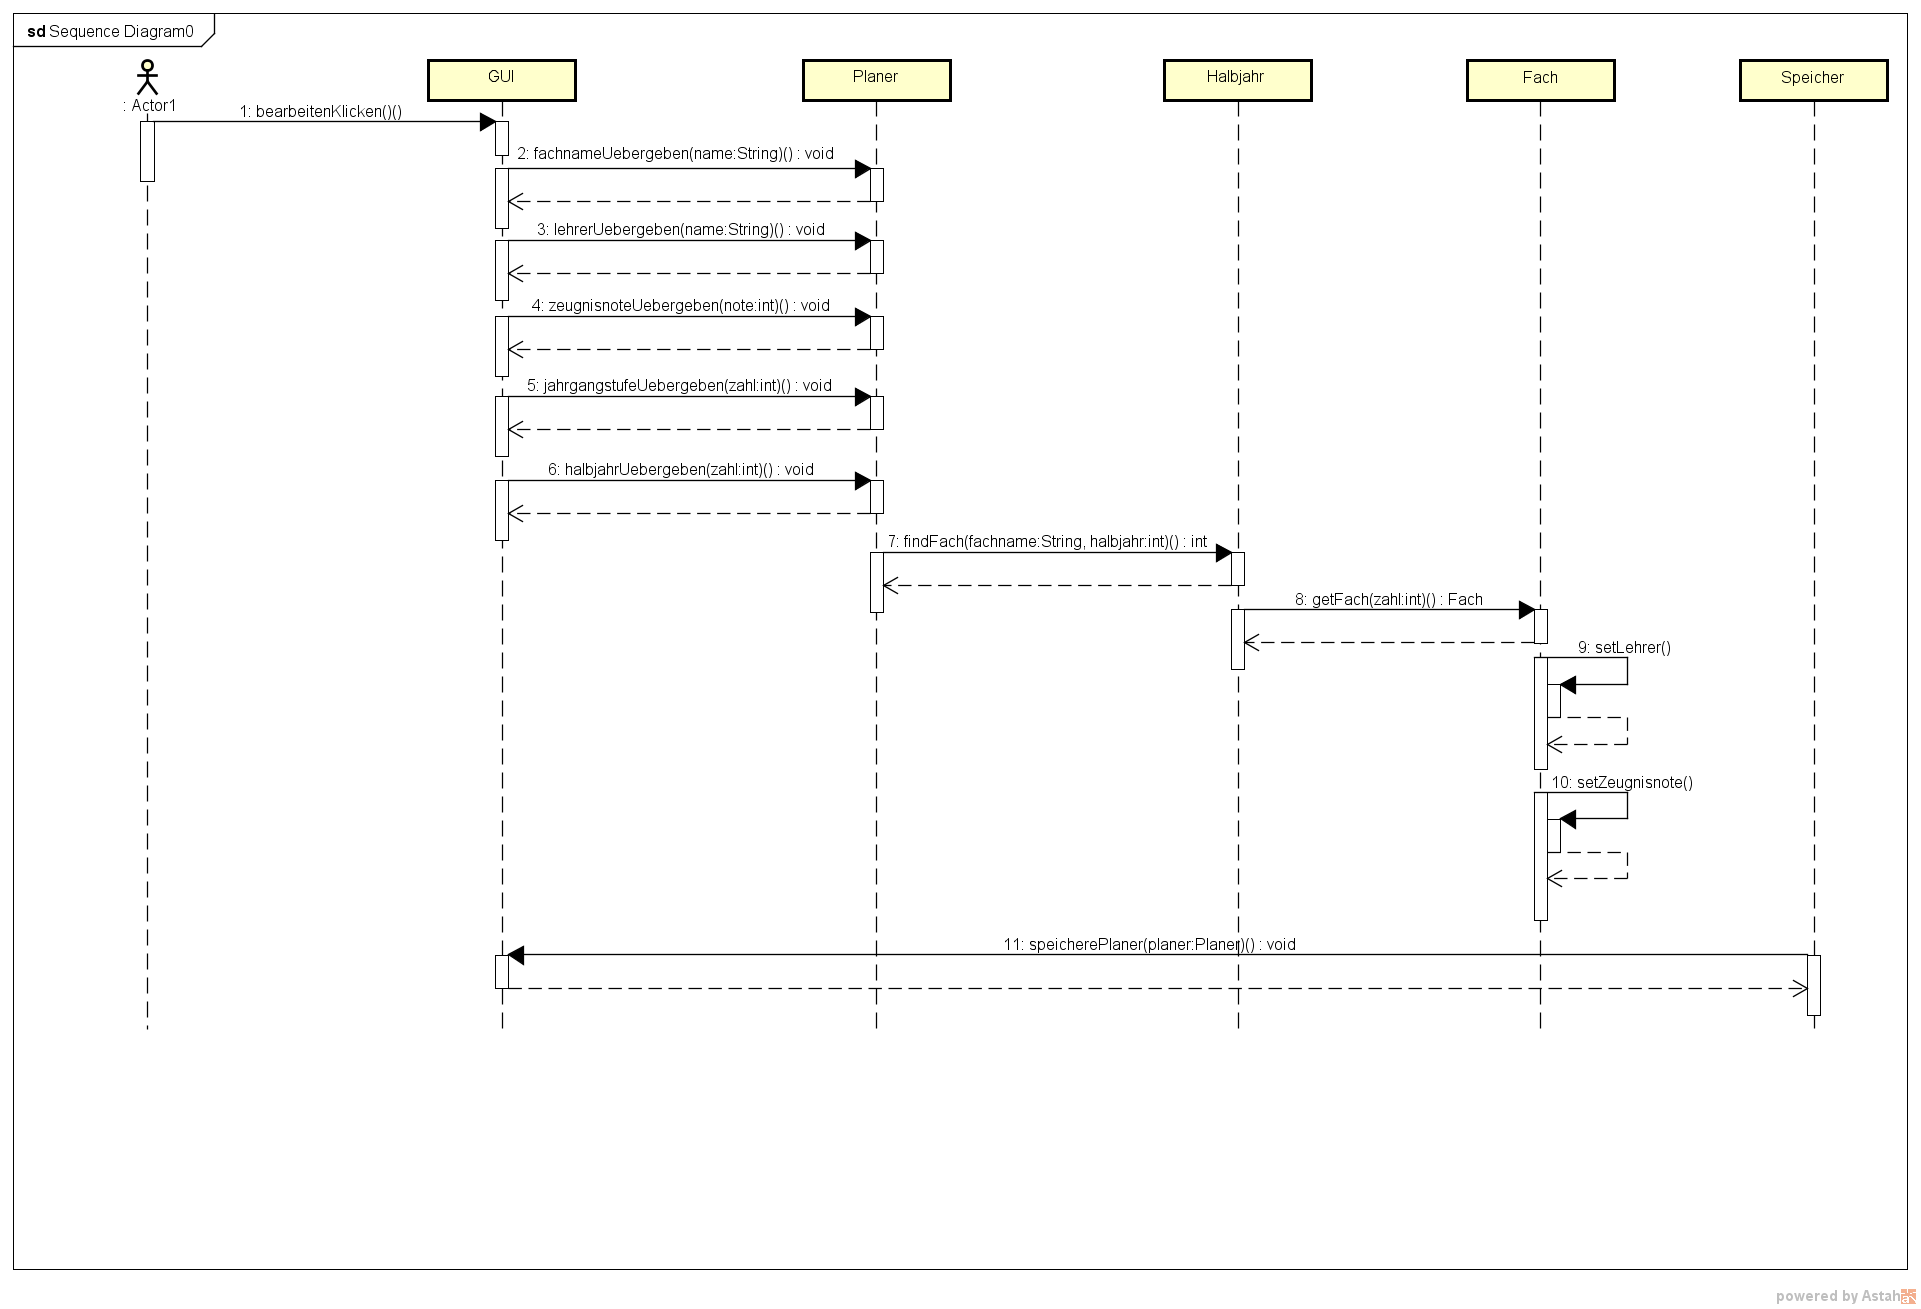 sd Sequence Diagram0
: Actor1
GUI
Planer
Halbjahr
Fach
Speicher
1: bearbeitenKlicken()()
2: fachnameUebergeben(name:String)() : void
3: lehrerUebergeben(name:String)() : void
4: zeugnisnoteUebergeben(note:int)() : void
5: jahrgangstufeUebergeben(zahl:int)() : void
6: halbjahrUebergeben(zahl:int)() : void
7: findFach(fachname:String, halbjahr:int)() : int
8: getFach(zahl:int)() : Fach
9: setLehrer()
10: setZeugnisnote()
11: speicherePlaner(planer:Planer)() : void
powered by Astah